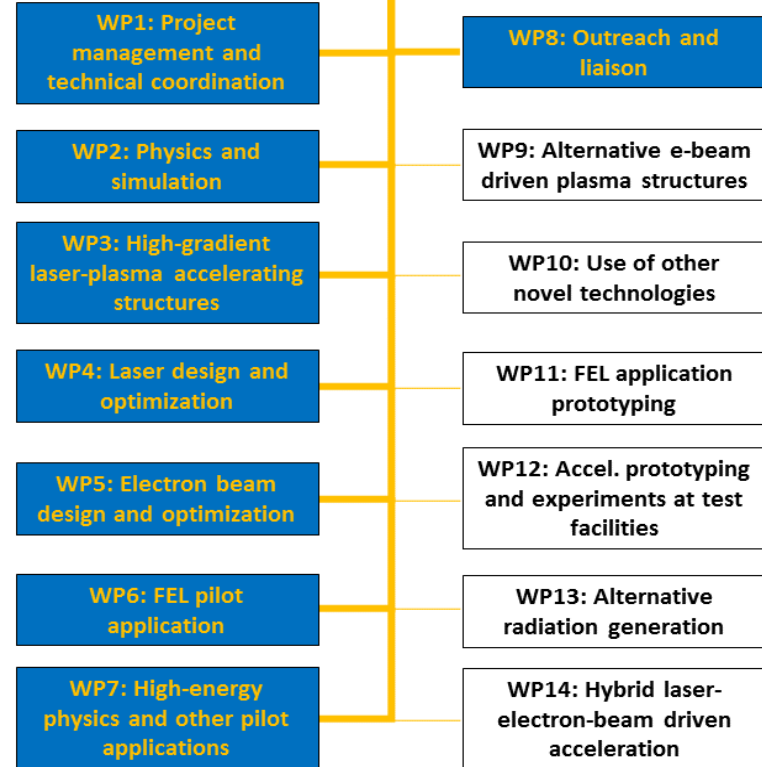 WP1: Project
management and
technical coordination
WP2: Physics and
simulation
WP3: High-gradient
laser-plasma accelerating
structures
WP4: Laser design and
optimization
WP5: Electron beam
design and optimization
WP6: FEL pilot
application
WP7: High-energy
physics and other pilot
applications
WP8: Outreach and
liaison
WP9: Alternative e-beam
driven plasma structures
WP10: Use of other
novel technologies
WP11: FEL application
prototyping
WP12: Accel. prototyping
and experiments at test
facilities
WP13: Alternative
radiation generation
WP14: Hybrid laser-
electron-beam driven
acceleration